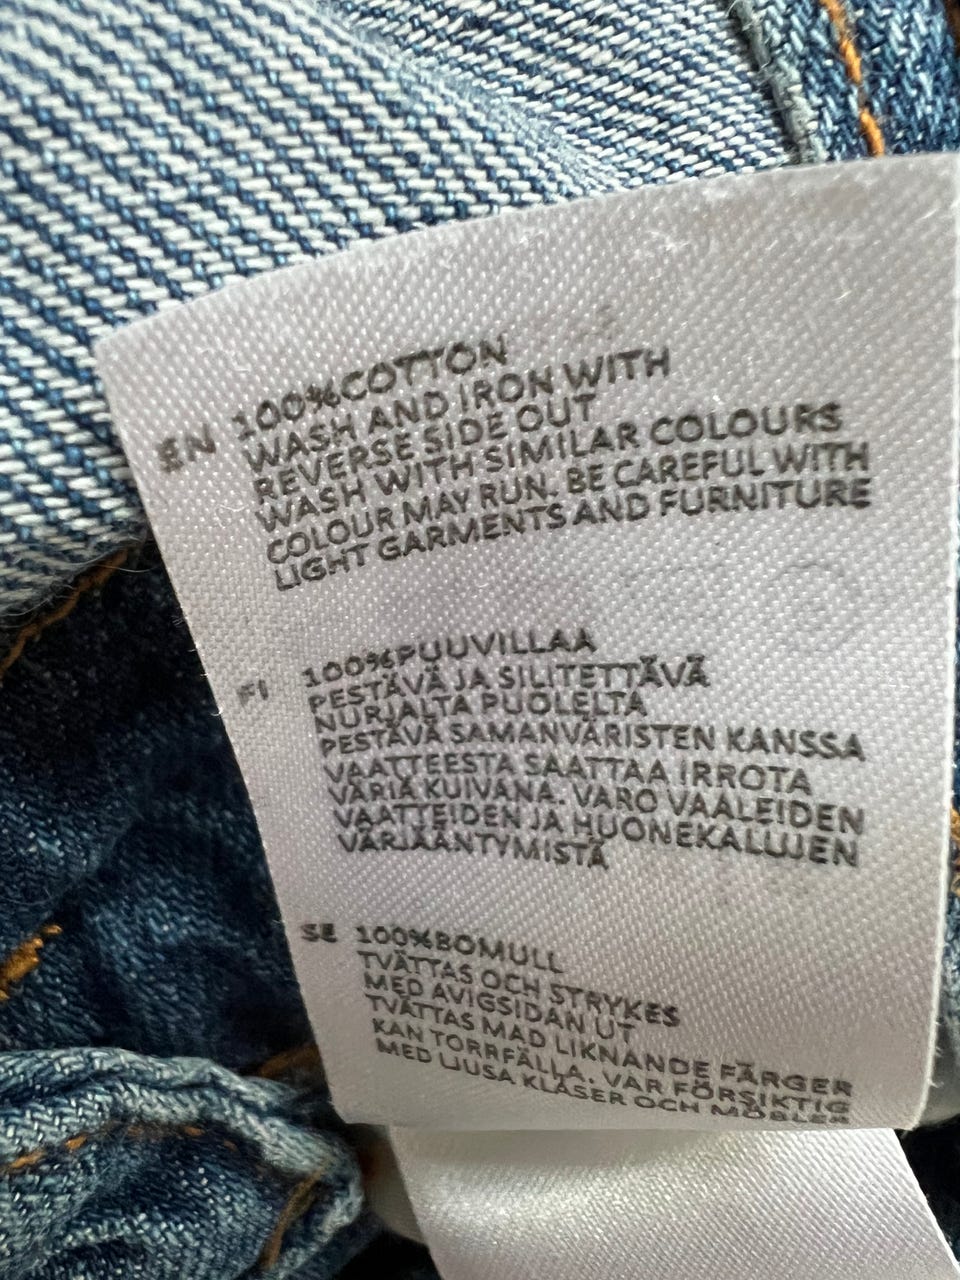 EN 100%COTTON
WASH AND IRON WITH
REVERSE SIDE OUT
WASH WITH SIMILAR COLOURS
COLOUR MAY RUN. BE CAREFUL WITH
LIGHT GARMENTS AND FURNITURE
FI 100%PUUVILLAA
PESTÄVÄ JA SILITETTÄVÄ
NURJALTA PUOLELTA
PESTÄVÄ SAMANVÄRISTEN KANSSA
VAATTEESTA SAATTAA IRROTA
VÄRIÄ KUIVANA. VARO VAALEIDEN
VAATTEIDEN JA HUONEKALUJEN
VÄRJÄÄNTYMISTÄ
SE 100%BOMULL
TVÄTTAS OCH STRYKES
MED AVIGSIDAN UT
TVÄTTAS MAD LIKNANDE FÄRGER
KAN TORRFÄLLA. VAR FÖRSIKTIG
MED LJUSA KLÄSER OCH MÖBLER